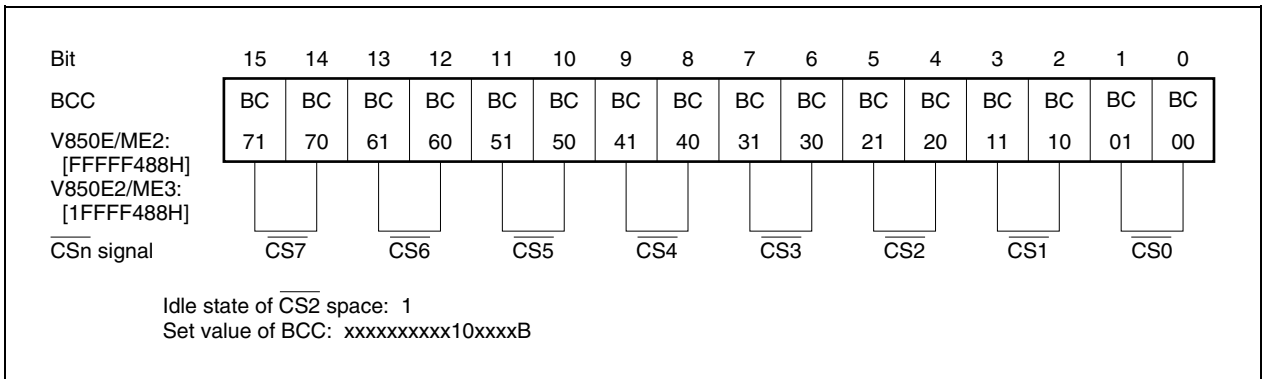 Bit 15 14 13 12 11 10 9 8 7 6 5 4 3 2 1 0
BCC BC BC BC BC BC BC BC BC BC BC BC BC BC BC BC BC
V850E/ME2: 71 70 61 60 51 50 41 40 31 30 21 20 11 10 01 00
[FFFFF488H]
V850E2/ME3:
[1FFFF488H]
CSn signal CS7 CS6 CS5 CS4 CS3 CS2 CS1 CS0
Idle state of CS2 space: 1
Set value of BCC: xxxxxxxxxx10xxxxB